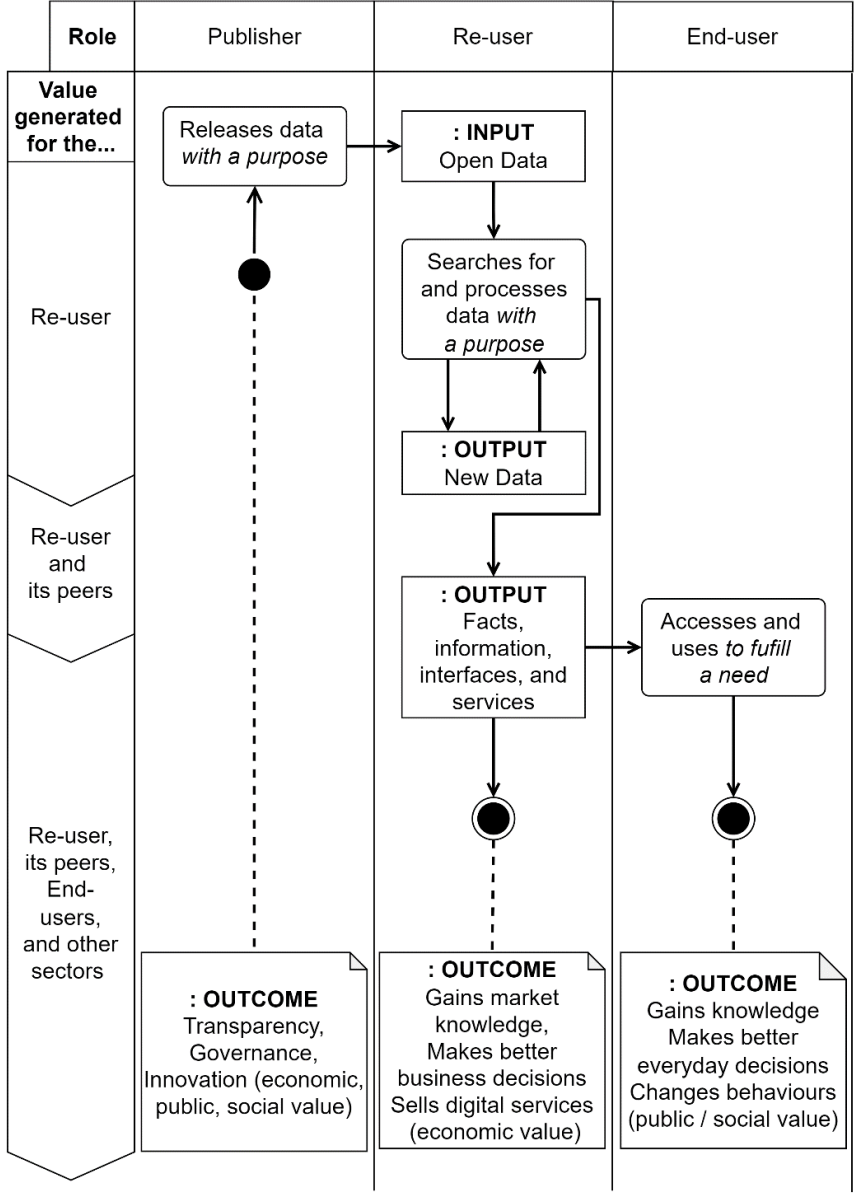 Role
Publisher
Re-user
End-user
Value
generated
for the...
Releases data
with a purpose
: INPUT
Open Data
Re-user
Searches for
and processes
data with
a purpose
: OUTPUT
New Data
Re-user
and
its peers
: OUTPUT
Facts,
information,
interfaces, and
services
Accesses and
uses to fufill
a need
Re-user,
its peers,
End-
users,
and other
sectors
: OUTCOME
Transparency,
Governance,
Innovation (economic,
public, social value)
: OUTCOME
Gains market
knowledge,
Makes better
business decisions
Sells digital services
(economic value)
: OUTCOME
Gains knowledge
Makes better
everyday decisions
Changes behaviours
(public / social value)